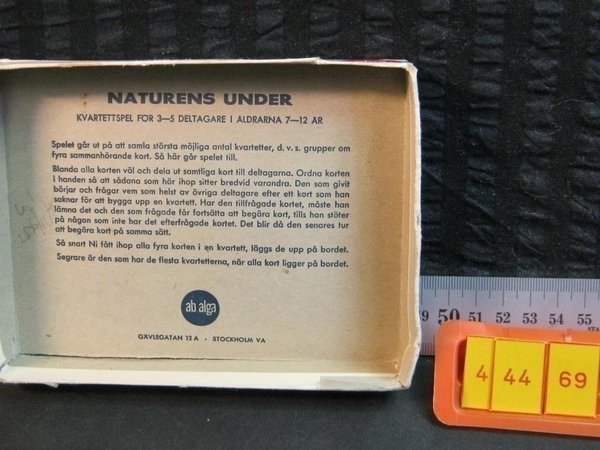 NATURENS UNDER
KVARTETTSPEL FÖR 3—5 DELTAGARE I ÅLDRARNA 7—12 ÅR
Spelet går ut på att samla största möjliga antal kvartetter, d. v. s. grupper om
fyra sammanhörande kort. Så här går spelet till.
Blanda alla korten väl och dela ut samtliga kort till deltagarna. Ordna korten
i handen så att sådana som hör ihop sitter bredvid varandra. Den som givit
börjar och frågar vem som helst av övriga deltagare efter ett kort som han
saknar för att bygga upp en kvartett. Har den tillfrågade kortet, måste han
lämna det och den som frågade får fortsätta att begära kort, tills han stöter
på någon som inte har det efterfrågade kortet. Det blir då den senares tur
att begära kort på samma sätt.
Så snart Ni fått ihop alla fyra korten i en kvartett, läggs de upp på bordet.
Segrare är den som har de flesta kvartetterna, när alla kort ligger på bordet.
ab alga
GÄVLEGATAN 12 A • STOCKHOLM VA
50 51 52 53 54 55
4 44 69